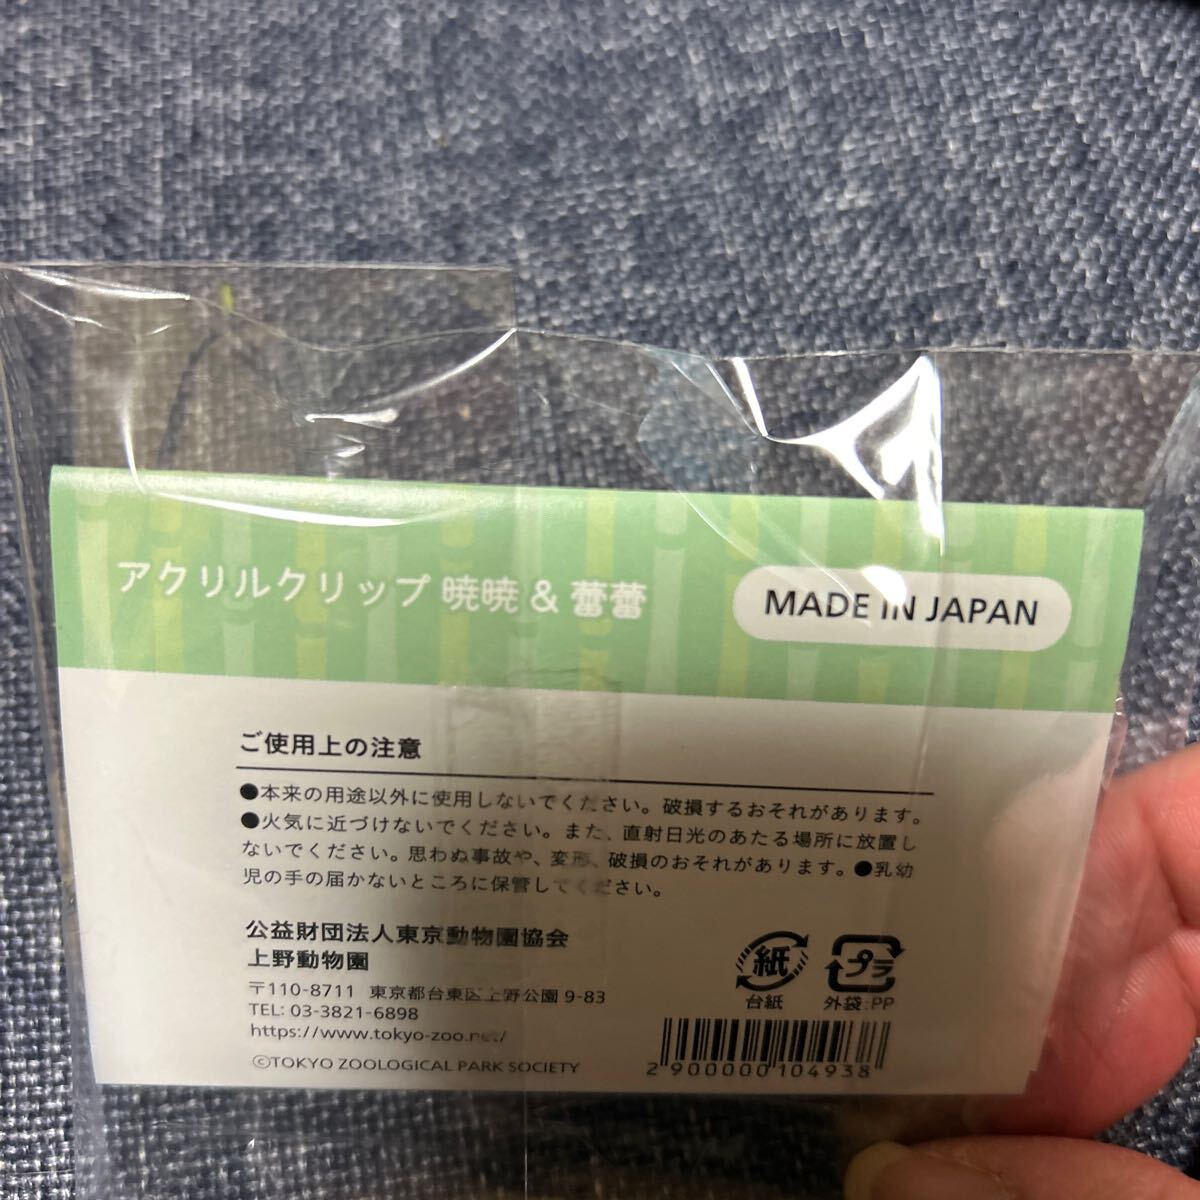 アクリルクリップ 暁暁 & 蕾蕾
MADE IN JAPAN
ご使用上の注意
●本来の用途以外に使用しないでください。破損するおそれがあります。
●火気に近づけないでください。また、直射日光のあたる場所に放置し
ないでください。思わぬ事故や、変形、破損のおそれがあります。●乳幼
児の手の届かないところに保管してください。
公益財団法人東京動物園協会
上野動物園
〒110-8711 東京都台東区上野公園 9-83
TEL: 03-3821-6898
https://www.tokyo-zoo.net/
©TOKYO ZOOLOGICAL PARK SOCIETY
紙
台紙
プラ
外袋:PP
2 900000 104938